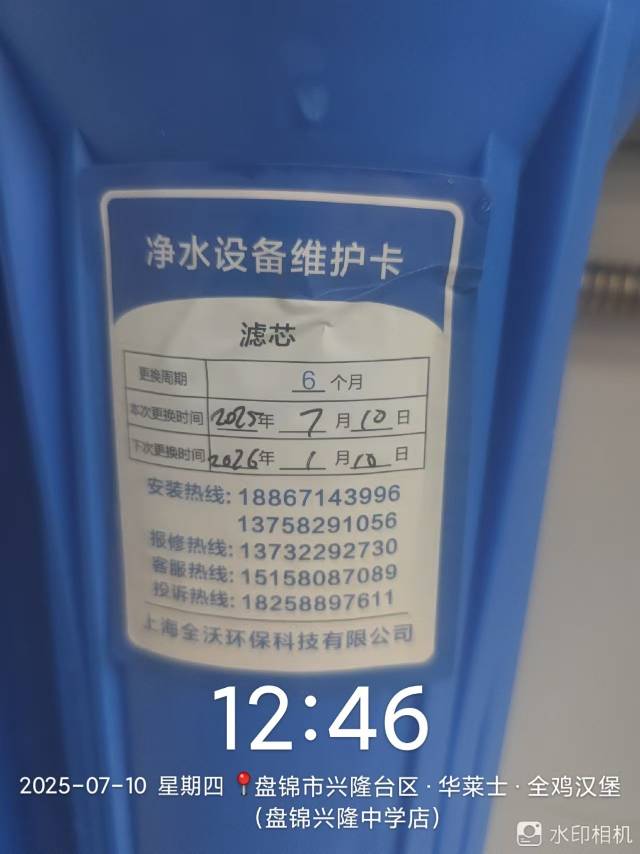 净水设备维护卡
滤芯
更换周期 6 个月
本次更换时间 2025年 7 月 10 日
下次更换时间 2026年 1 月 10 日
安装热线: 18867143996
13758291056
报修热线: 13732292730
客服热线: 15158087089
投诉热线: 18258897611
上海全沃环保科技有限公司
12:46
2025-07-10 星期四 盘锦市兴隆台区·华莱士·全鸡汉堡
(盘锦兴隆中学店)
水印相机